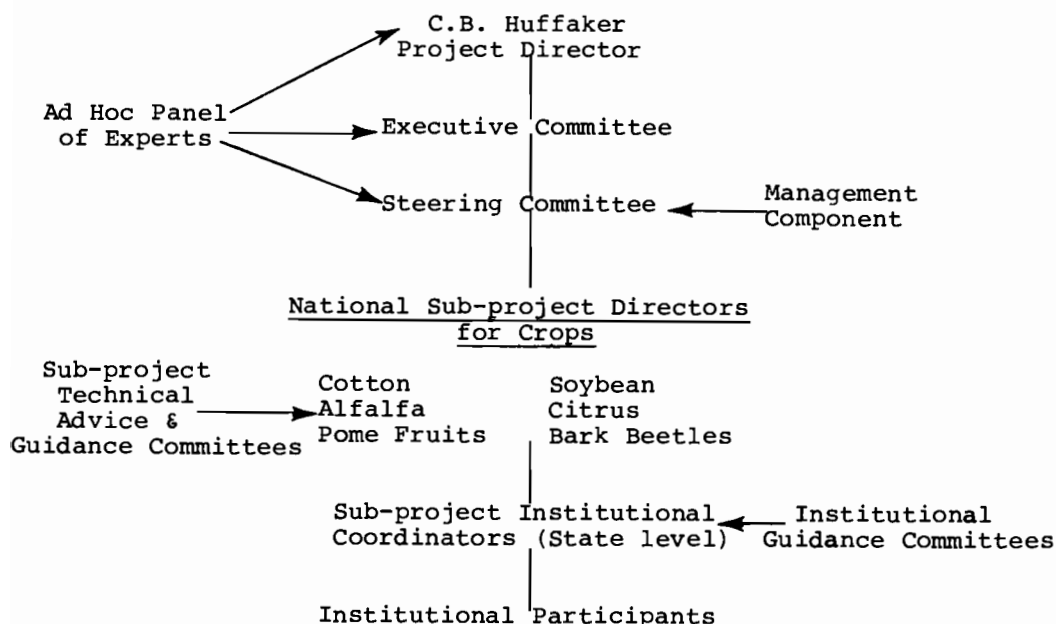 C.B. Huffaker
Project Director
Ad Hoc Panel
of Experts
Executive Committee
Steering Committee
Management
Component
National Sub-project Directors
for Crops
Sub-project
Technical
Advice &
Guidance Committees
Cotton
Alfalfa
Pome Fruits
Soybean
Citrus
Bark Beetles
Sub-project Institutional
Coordinators (State level)
Institutional
Guidance Committees
Institutional Participants